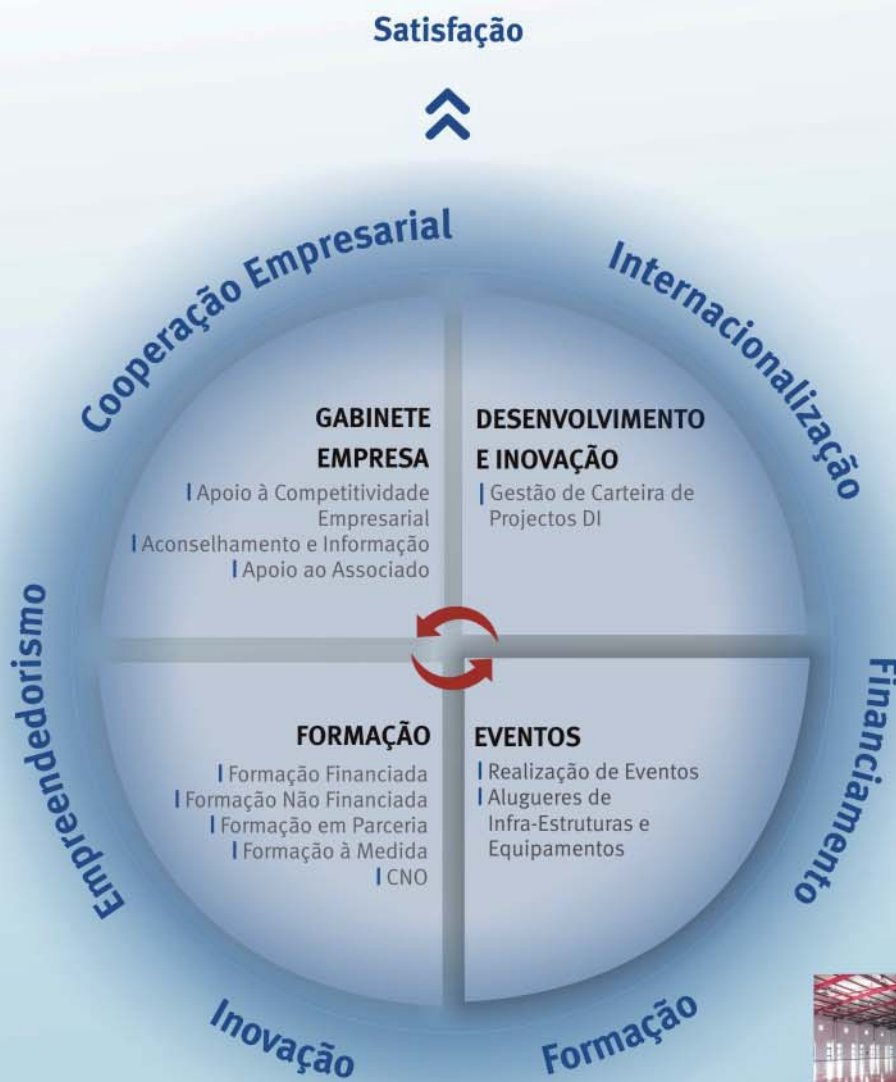 Satisfação
Cooperação Empresarial
Internacionalização
GABINETE
EMPRESA
Apoio à Competitividade
Empresarial
Aconselhamento e Informação
Apoio ao Associado
DESENVOLVIMENTO
E INOVAÇÃO
Gestão de Carteira de
Projectos DI
Empreendedorismo
Financiamento
FORMAÇÃO
Formação Financiada
Formação Não Financiada
Formação em Parceria
Formação à Medida
CNO
EVENTOS
Realização de Eventos
Alugueres de
Infra-Estruturas e
Equipamentos
Inovação
Formação